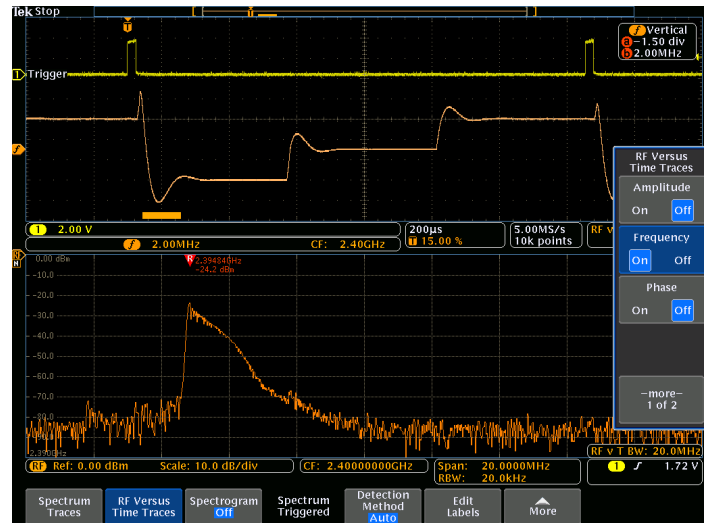 Tek Stop
T
f Vertical
a -1.50 div
b 2.00MHz
1 Trigger
f
RF Versus
Time Traces
Amplitude
On Off
Frequency
On Off
Phase
On Off
-more-
1 of 2
1 2.00 V
f 2.00MHz CF: 2.40GHz
200µs
T 15.00 %
5.00MS/s
10k points
RF v
RF
N
0.00 dBm
R 2.39484GHz
-24.2 dBm
-10.0
-20.0
-30.0
-40.0
-50.0
-60.0
-70.0
-80.0
2.390GHz
RF v T BW: 20.0MHz
RF Ref: 0.00 dBm Scale: 10.0 dB/div
CF: 2.40000000GHz
Span: 20.0000MHz
RBW: 20.0kHz
1 1.72 V
Spectrum
Traces
RF Versus
Time Traces
Spectrogram
Off
Spectrum
Triggered
Detection
Method
Auto
Edit
Labels
More